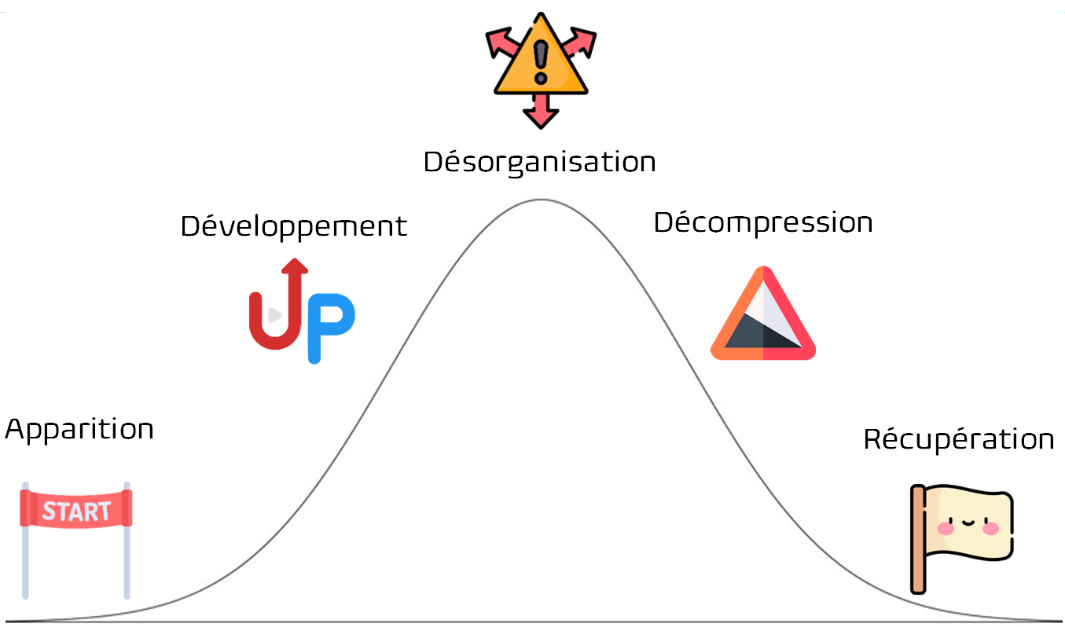 Désorganisation
Développement
Décompression
UP
Apparition
Récupération
START